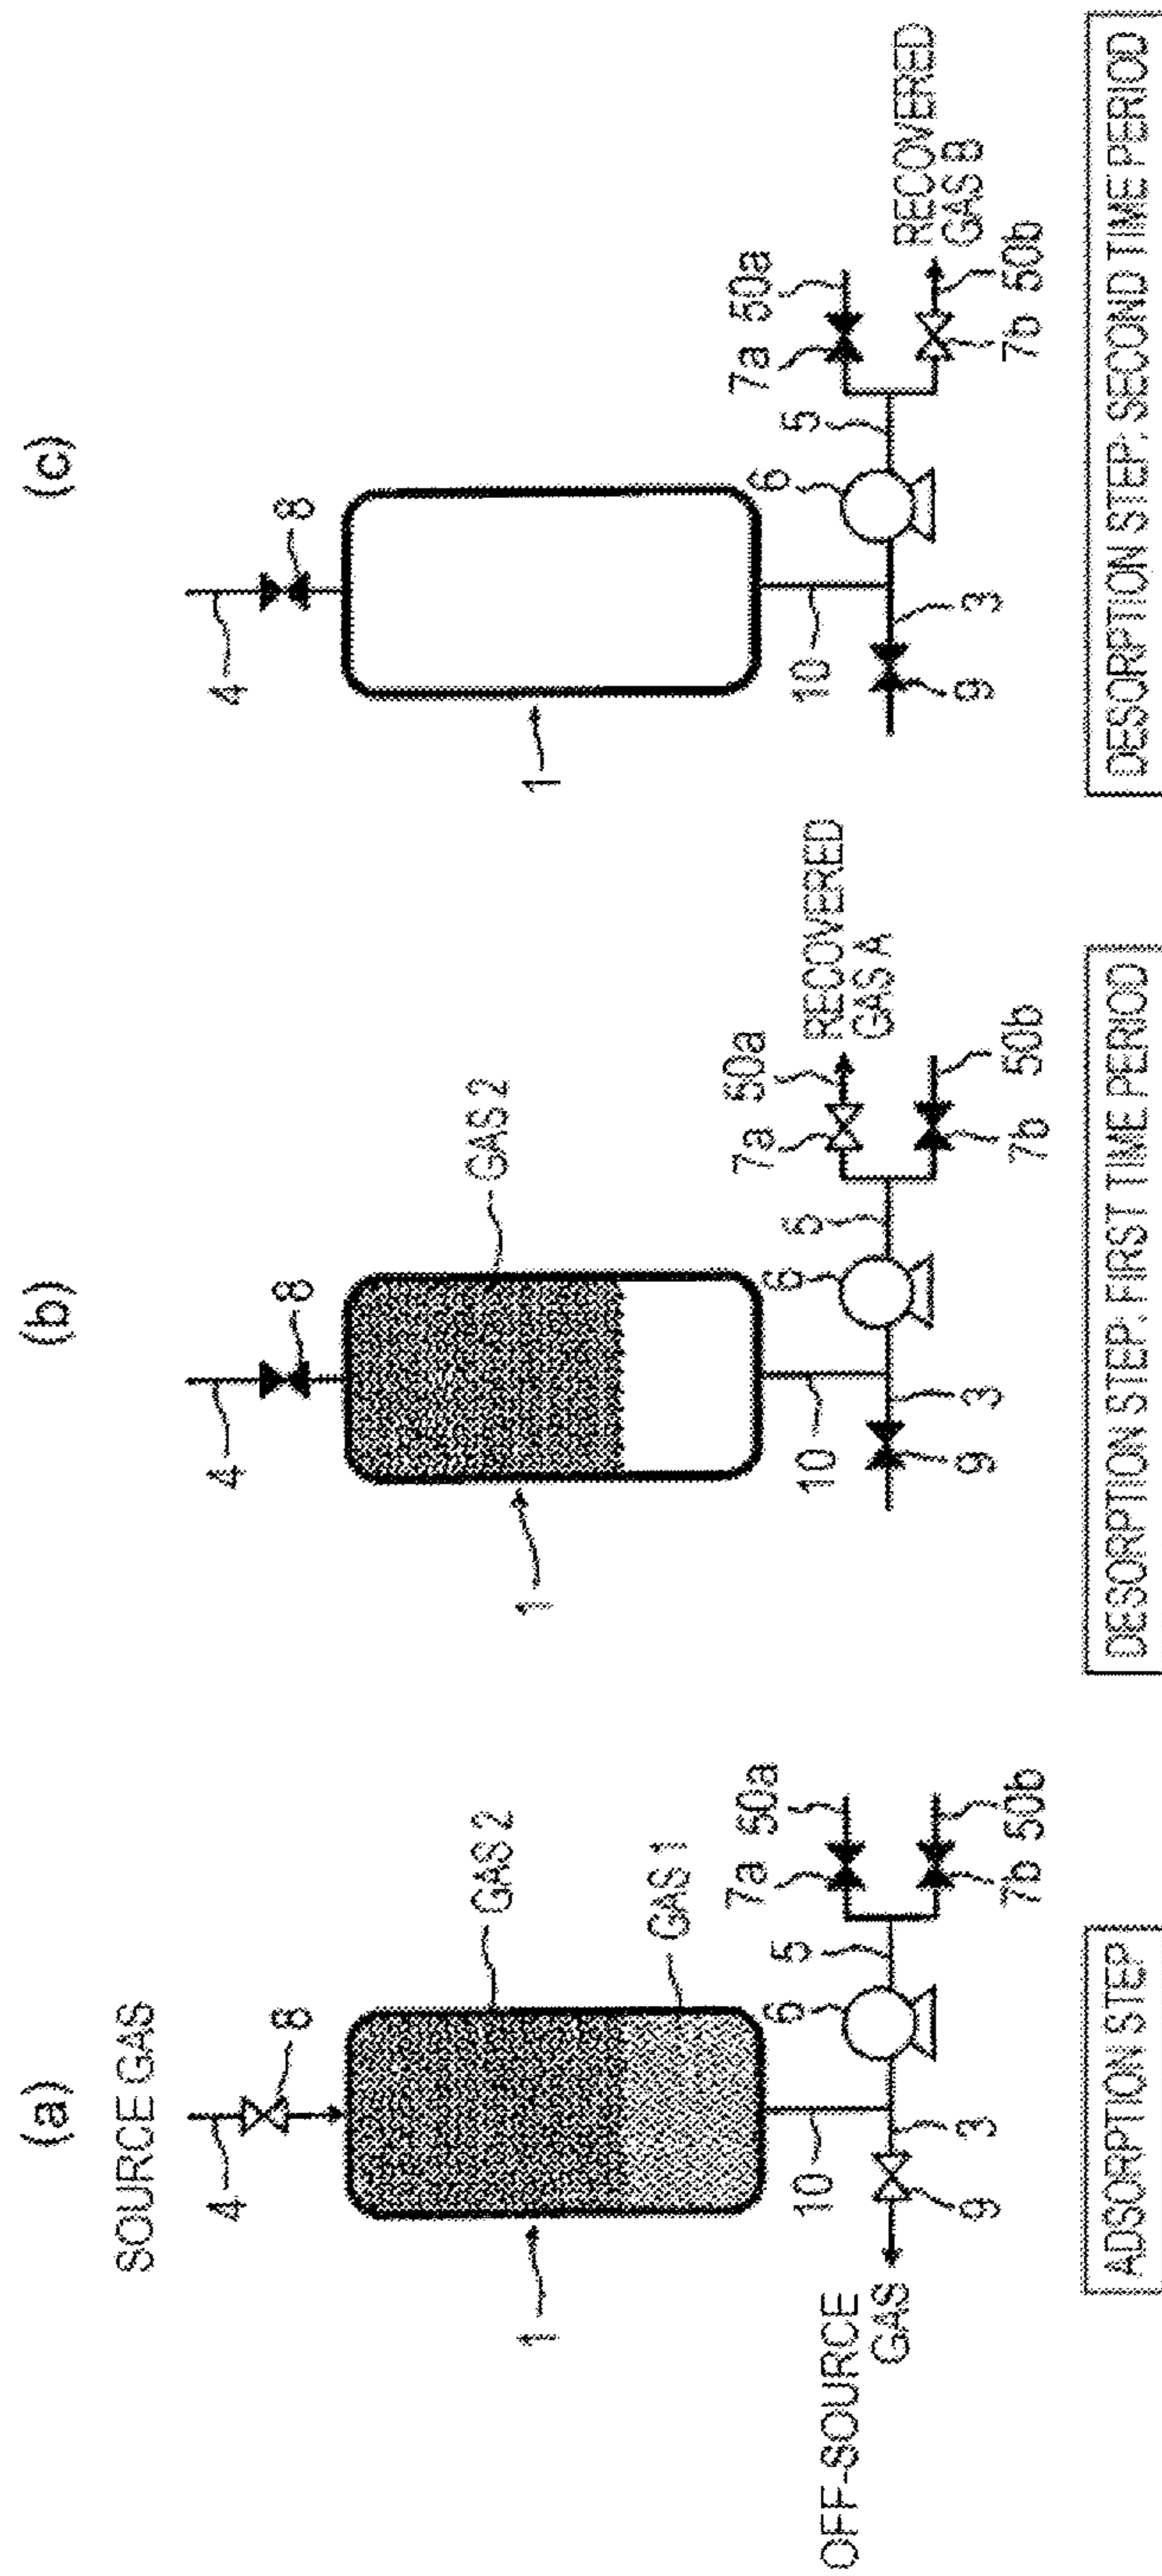 (a)
SOURCE GAS
4
8
GAS 2
GAS 1
1
10
6
5
7a
50a
3
9
7b
50b
OFF-SOURCE
GAS
ADSORPTION STEP
(b)
4
8
GAS 2
1
10
6
5
7a
50a
RECOVERED
GAS A
3
9
7b
50b
DESORPTION STEP: FIRST TIME PERIOD
(c)
4
8
1
10
6
5
7a
50a
RECOVERED
GAS B
3
9
7b
50b
DESORPTION STEP: SECOND TIME PERIOD